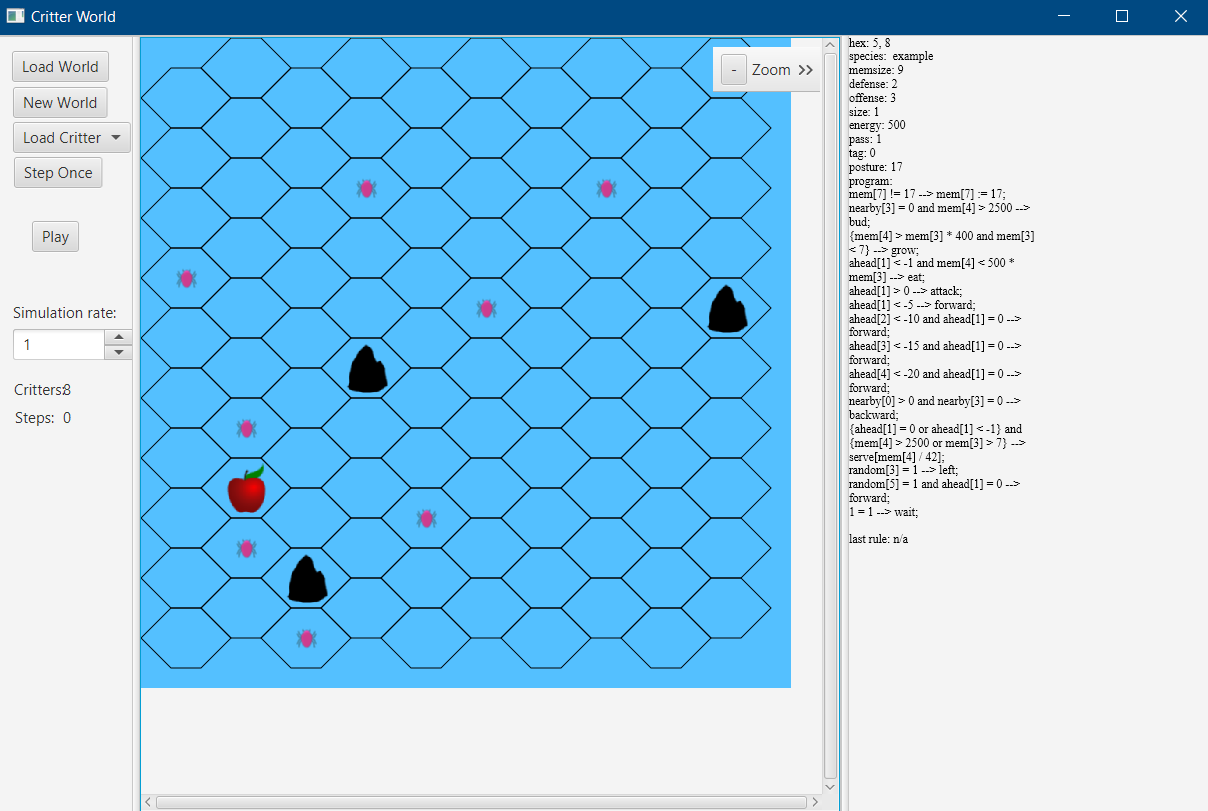 Critter World
Load World
New World
Load Critter
Step Once
Play
Simulation rate:
1
Critters:8
Steps: 0
- Zoom >>
hex: 5, 8
species: example
memsize: 9
defense: 2
offense: 3
size: 1
energy: 500
pass: 1
tag: 0
posture: 17
program:
mem[7] != 17 --> mem[7] := 17;
nearby[3] = 0 and mem[4] > 2500 -->
bud;
{mem[4] > mem[3] * 400 and mem[3]
< 7} --> grow;
ahead[1] < -1 and mem[4] < 500 *
mem[3] --> eat;
ahead[1] > 0 --> attack;
ahead[1] < -5 --> forward;
ahead[2] < -10 and ahead[1] = 0 -->
forward;
ahead[3] < -15 and ahead[1] = 0 -->
forward;
ahead[4] < -20 and ahead[1] = 0 -->
forward;
nearby[0] > 0 and nearby[3] = 0 -->
backward;
{ahead[1] = 0 or ahead[1] < -1} and
{mem[4] > 2500 or mem[3] > 7} -->
serve[mem[4] / 42];
random[3] = 1 --> left;
random[5] = 1 and ahead[1] = 0 -->
forward;
1 = 1 --> wait;
last rule: n/a